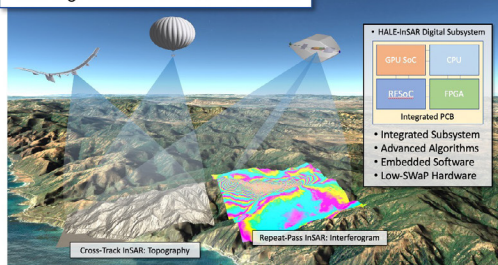 • HALE-InSAR Digital Subsystem
GPU SoC
CPU
RFSoC
FPGA
Integrated PCB
• Integrated Subsystem
• Advanced Algorithms
• Embedded Software
• Low-SWaP Hardware
Repeat-Pass InSAR: Interferogram
Cross-Track InSAR: Topography